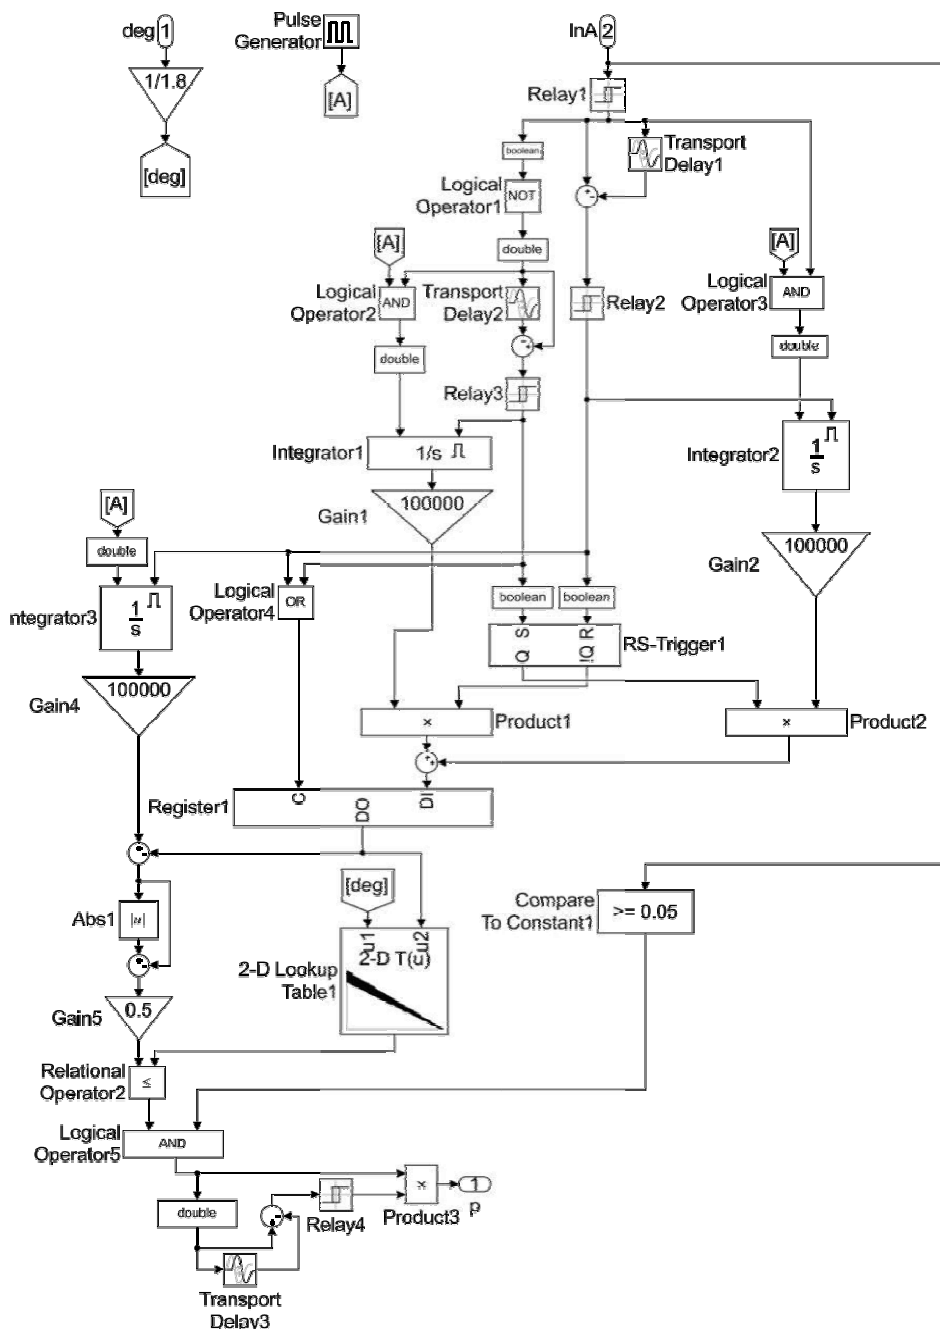 deg 1
Pulse
Generator
InA 2
1/1.8
[A]
Relay1
[deg]
boolean
Transport
Delay1
Logical
Operator1
NOT
[A]
double
[A]
Logical
Operator2
AND
Transport
Delay2
Relay2
Logical
Operator3
AND
double
double
Relay3
Integrator1
1/s
Integrator2
1
s
[A]
100000
Gain1
100000
Gain2
double
ntegrator3
1
s
Logical
Operator4
OR
boolean
boolean
S
R
Q
!Q
RS-Trigger1
100000
Gain4
×
Product1
×
Product2
Register1
C
DO
DI
[deg]
Compare
To Constant1
>= 0.05
Abs1
|u|
u1
u2
2-D T(u)
2-D Lookup
Table1
0.5
Gain5
Relational
Operator2
≤
Logical
Operator5
AND
double
Relay4
×
Product3
1
p
Transport
Delay3